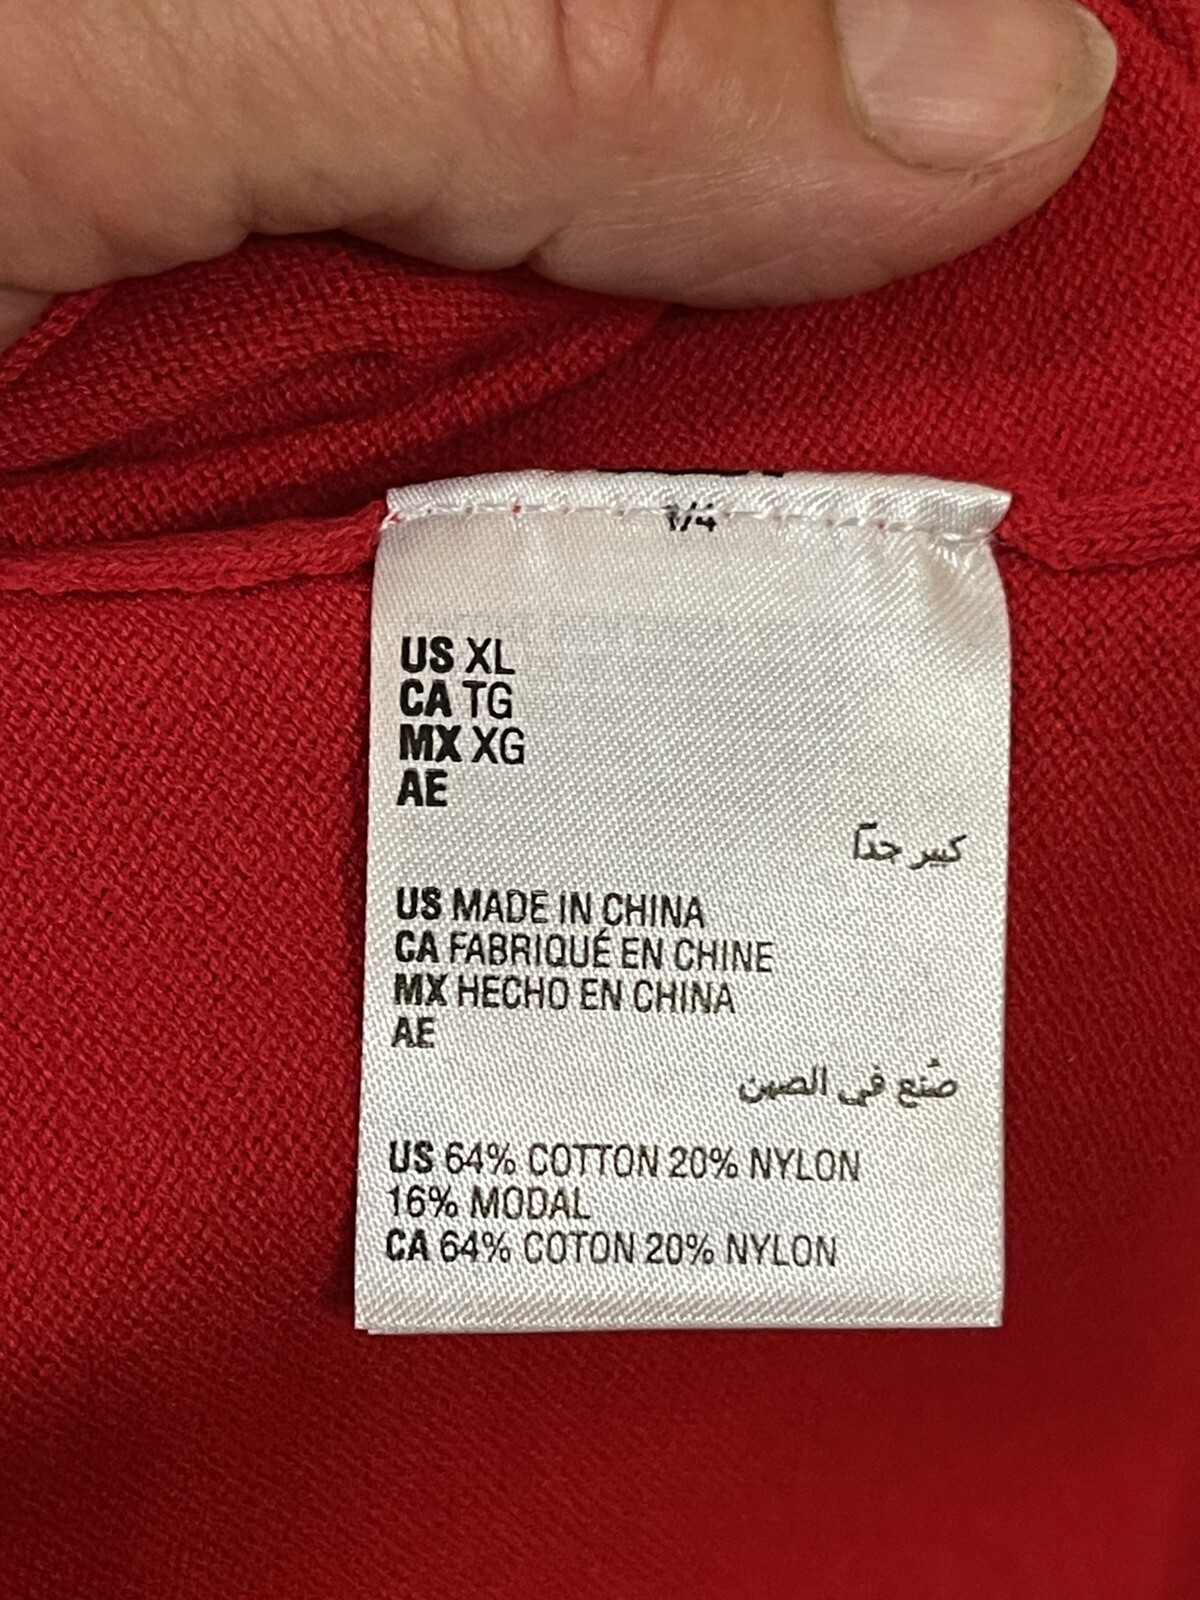 1/4
US XL
CA TG
MX XG
AE
كبير جدًا
US MADE IN CHINA
CA FABRIQUÉ EN CHINE
MX HECHO EN CHINA
AE
صُنع في الصين
US 64% COTTON 20% NYLON
16% MODAL
CA 64% COTON 20% NYLON